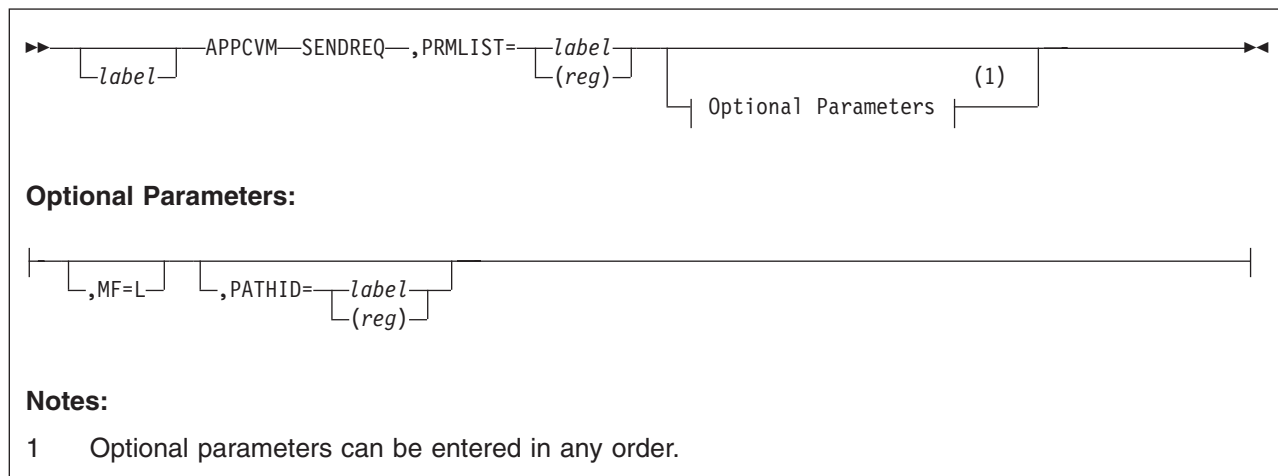 APPCVM SENDREQ ,PRMLIST= label
label (reg) (1)
Optional Parameters
Optional Parameters:
,MF=L ,PATHID= label
(reg)
Notes:
1 Optional parameters can be entered in any order.